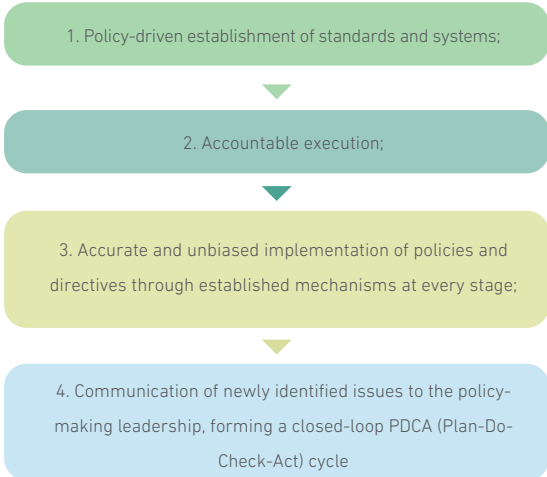 1. Policy-driven establishment of standards and systems;
2. Accountable execution;
3. Accurate and unbiased implementation of policies and
directives through established mechanisms at every stage;
4. Communication of newly identified issues to the policy-
making leadership, forming a closed-loop PDCA (Plan-Do-
Check-Act) cycle